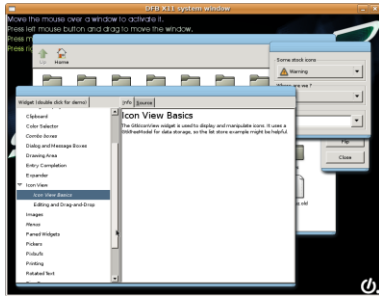 DFB X11 system window
Move the mouse over a window to activate it.
Press left mouse button and drag to move the window.
Press m
Press rig
Up
Home
Some stock icons
Warning
Where are we ?
Widget (double click for demo)
Info
Source
Clipboard
Color Selector
Combo boxes
Dialog and Message Boxes
Drawing Area
Entry Completion
Expander
Icon View
Icon View Basics
Editing and Drag-and-Drop
Images
Menus
Paned Widgets
Pickers
Pixbufs
Printing
Rotated Text
Icon View Basics
The GtkIconView widget is used to display and manipulate icons. It uses a
GtkTreeModel for data storage, so the list store example might be helpful.
Flip
Close